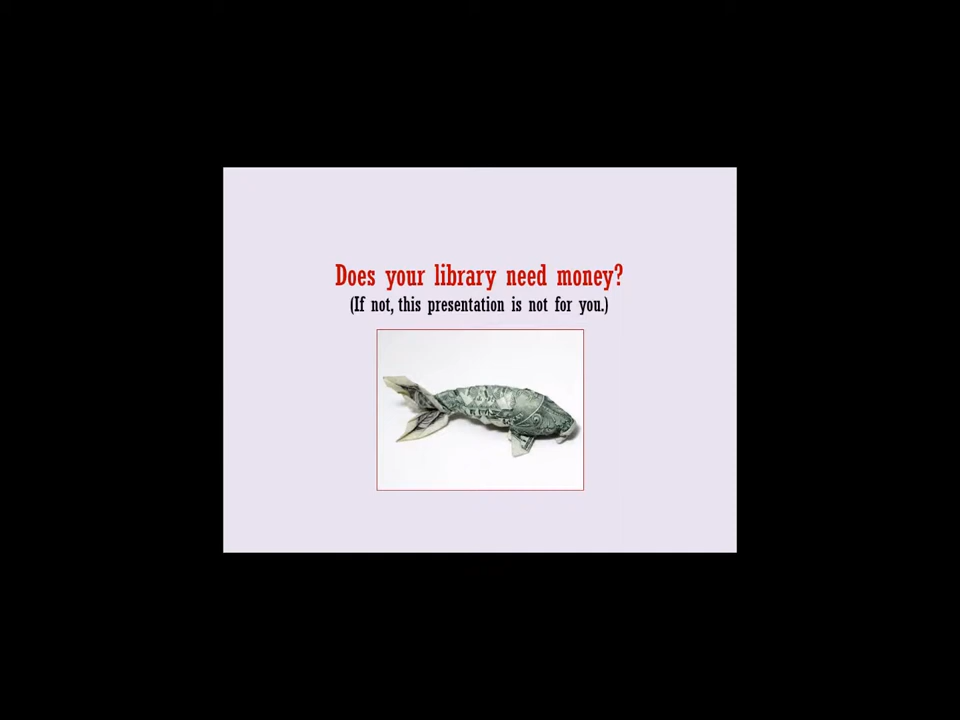 Does your library need money?
(If not, this presentation is not for you.)